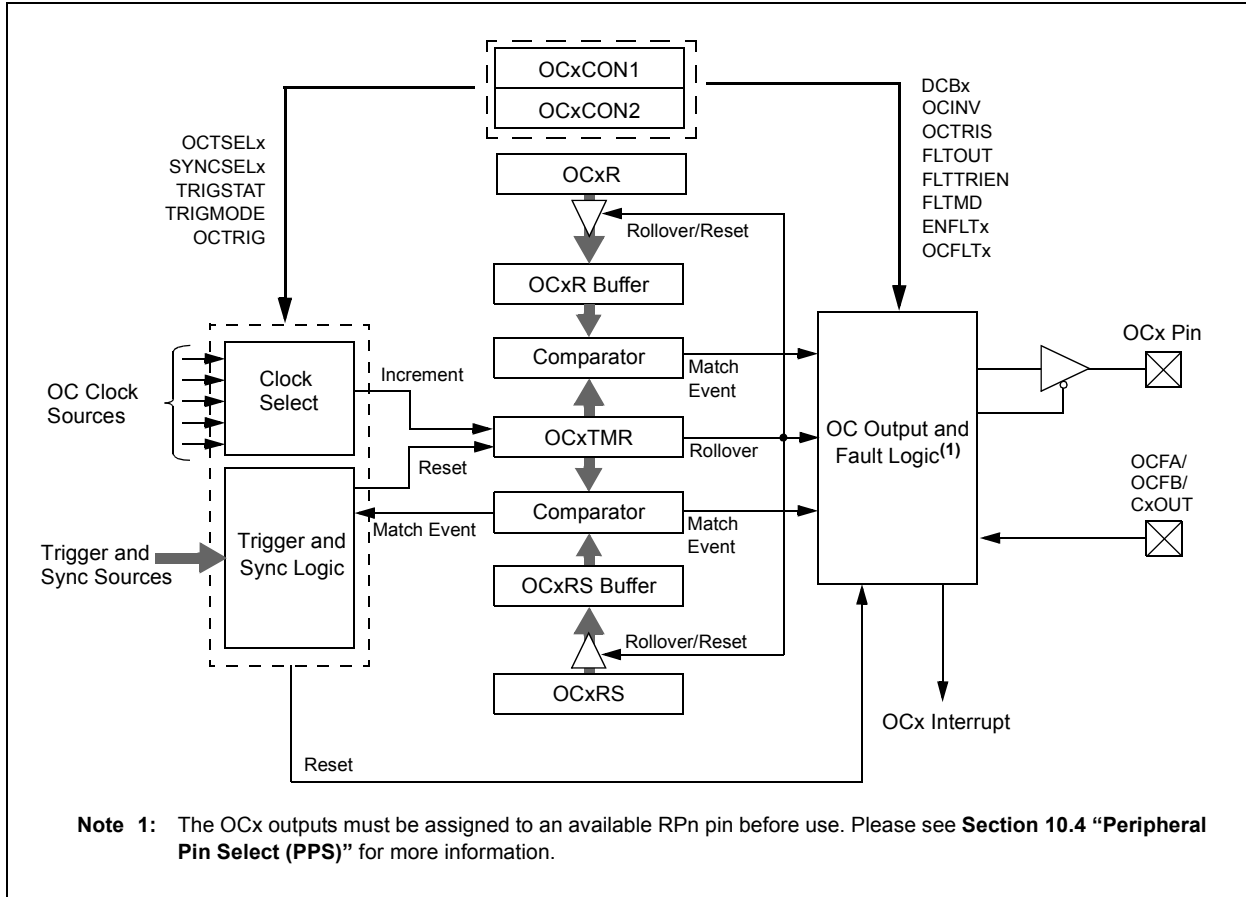 OCxCON1
OCxCON2
OCTSELx
SYNCSELx
TRIGSTAT
TRIGMODE
OCTRIG
DCBx
OCINV
OCTRIS
FLTOUT
FLTTRIEN
FLTMD
ENFLTx
OCFLTx
OCxR
Rollover/Reset
OCxR Buffer
Comparator
Match
Event
OC Clock
Sources
Clock
Select
Increment
OCxTMR
Rollover
Reset
Comparator
Match Event
Match
Event
Trigger and
Sync Sources
Trigger and
Sync Logic
OCxRS Buffer
Rollover/Reset
OCxRS
Reset
OC Output and
Fault Logic(1)
OCx Pin
OCFA/
OCFB/
CxOUT
OCx Interrupt
Note 1: The OCx outputs must be assigned to an available RPn pin before use. Please see Section 10.4 “Peripheral
Pin Select (PPS)” for more information.